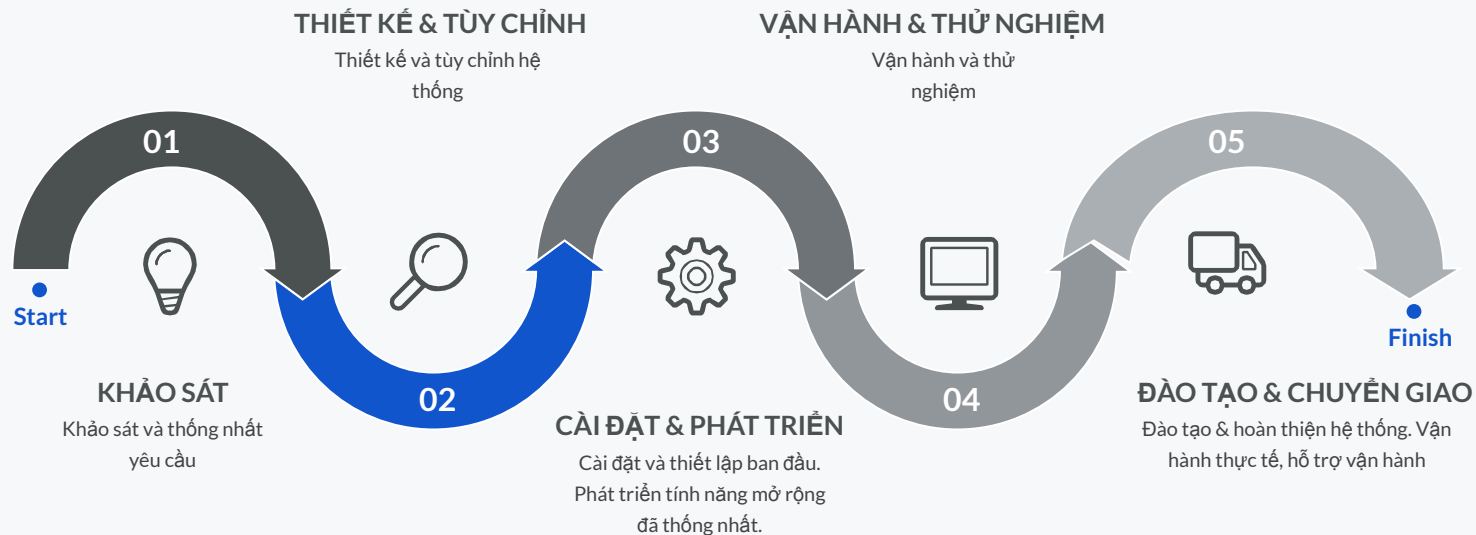 THIẾT KẾ & TÙY CHỈNH
Thiết kế và tùy chỉnh hệ
thống
VẬN HÀNH & THỬ NGHIỆM
Vận hành và thử
nghiệm
01
03
05
Start
Finish
02
04
KHẢO SÁT
Khảo sát và thống nhất
yêu cầu
CÀI ĐẶT & PHÁT TRIỂN
Cài đặt và thiết lập ban đầu.
Phát triển tính năng mở rộng
đã thống nhất.
ĐÀO TẠO & CHUYỂN GIAO
Đào tạo & hoàn thiện hệ thống. Vận
hành thực tế, hỗ trợ vận hành